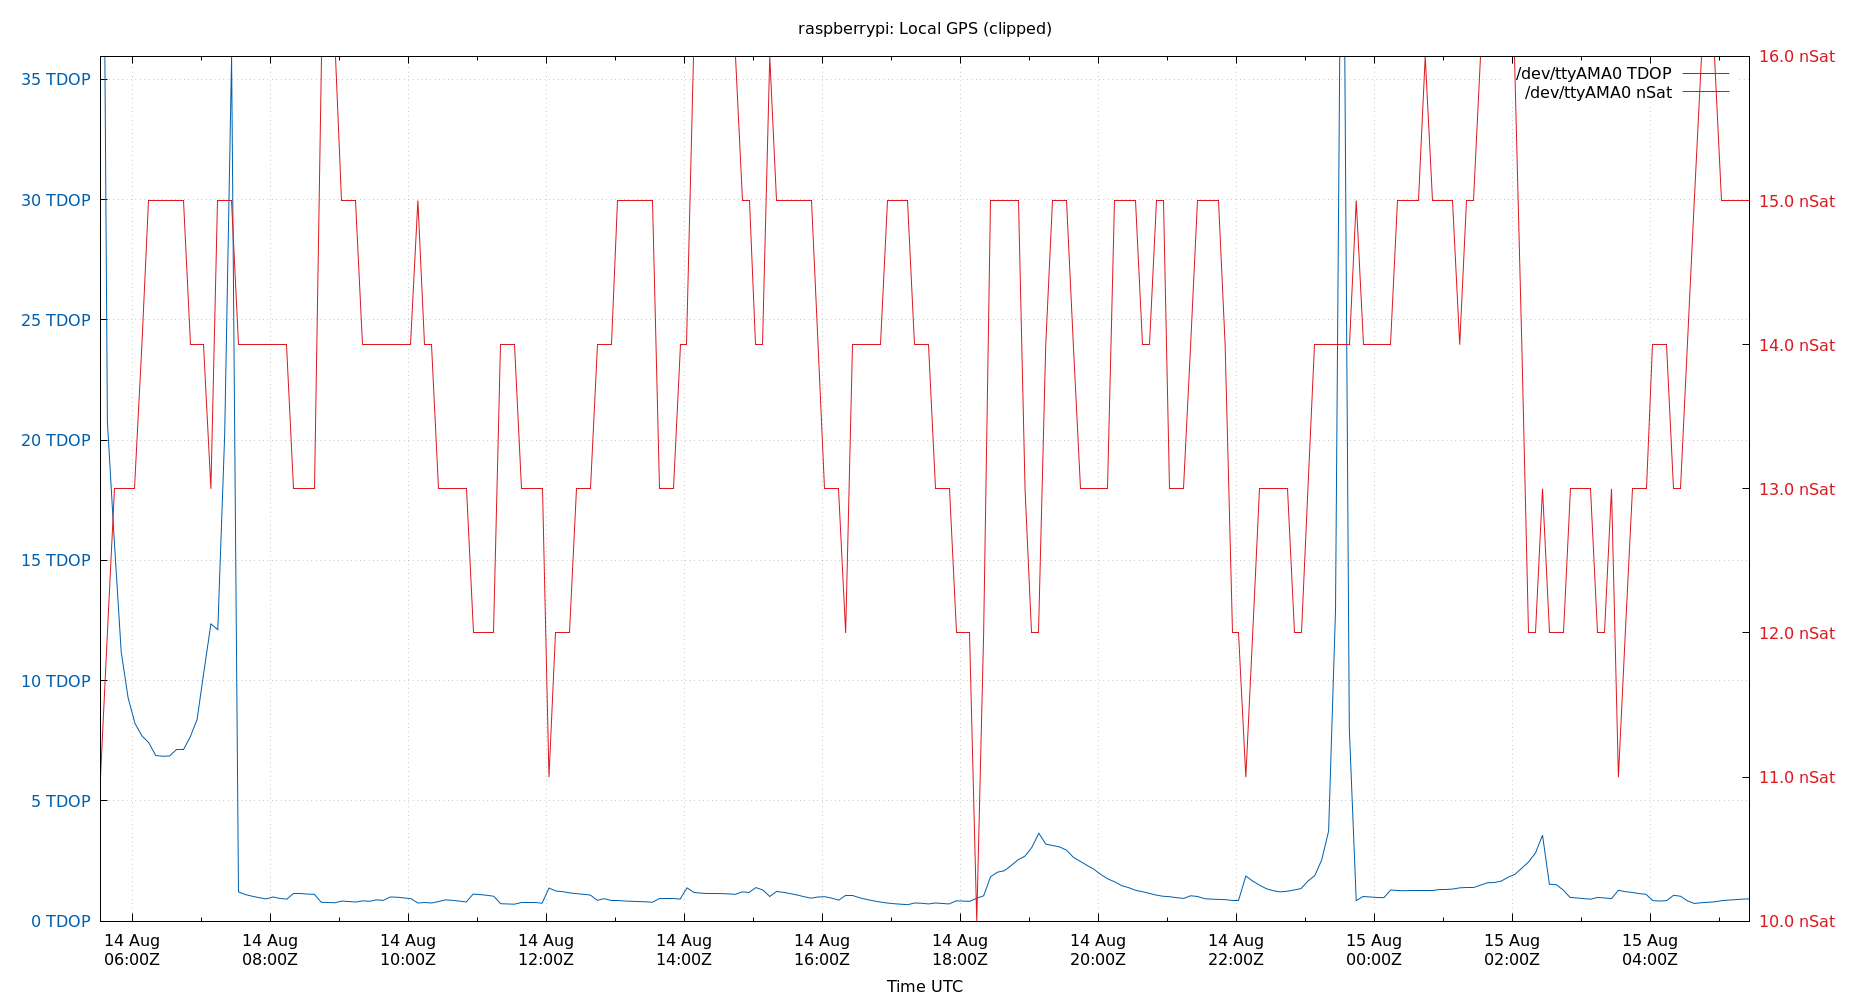 raspberrypi: Local GPS (clipped)
/dev/ttyAMA0 TDOP
/dev/ttyAMA0 nSat
35 TDOP
30 TDOP
25 TDOP
20 TDOP
15 TDOP
10 TDOP
5 TDOP
0 TDOP
16.0 nSat
15.0 nSat
14.0 nSat
13.0 nSat
12.0 nSat
11.0 nSat
10.0 nSat
14 Aug
06:00Z
14 Aug
08:00Z
14 Aug
10:00Z
14 Aug
12:00Z
14 Aug
14:00Z
14 Aug
16:00Z
14 Aug
18:00Z
14 Aug
20:00Z
14 Aug
22:00Z
15 Aug
00:00Z
15 Aug
02:00Z
15 Aug
04:00Z
Time UTC